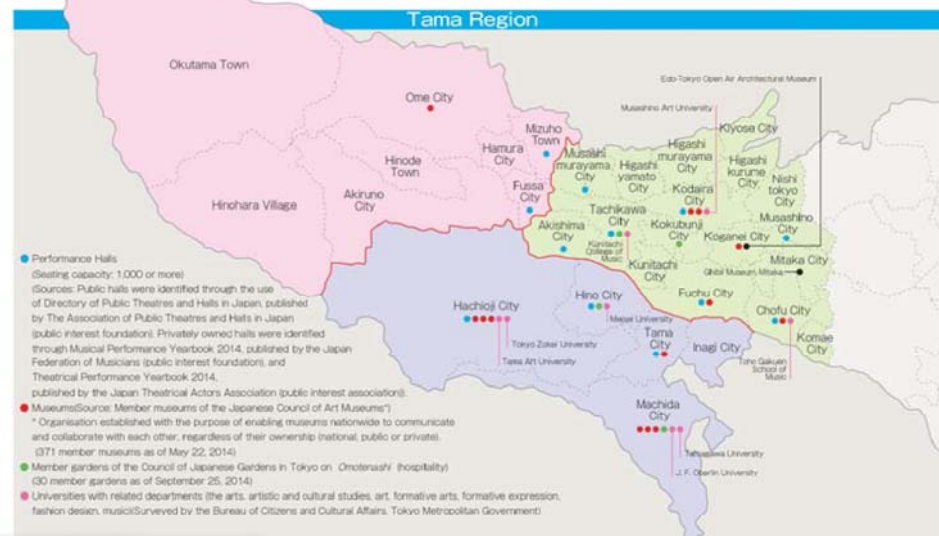 Tama Region
Okutama Town
Ome City
Edo-Tokyo Open Air Architectural Museum
Musashino Art University
Mizuho
Town
Hamura
City
Hinode
Town
Akiruno
City
Hinohara Village
Fussa
City
Musashi
murayama
City
Higashi
yamato
City
Higashi
murayama
City
Kiyose City
Higashi
kurume
City
Nishi
tokyo
City
Kodaira
City
Tachikawa
City
Kunitachi
College of
Music
Kokubunji
City
Koganei City
Musashino
City
Akishima
City
Kunitachi
City
Mitaka City
Ghibli Museum, Mitaka
Fuchu City
Chofu City
Komae
City
Toho Gakuen
School of
Music
Hachioji City
Tokyo Zokei University
Tama Art University
Hino City
Meisei University
Tama
City
Inagi City
Machida
City
Tamagawa University
J. F. Oberlin University
Performance Halls
(Seating capacity: 1,000 or more)
(Sources: Public halls were identified through the use
of Directory of Public Theatres and Halls in Japan, published
by The Association of Public Theatres and Halls in Japan
(public interest foundation). Privately owned halls were identified
through Musical Performance Yearbook 2014, published by the Japan
Federation of Musicians (public interest foundation), and
Theatrical Performance Yearbook 2014,
published by the Japan Theatrical Actors Association (public interest association).
Museums(Source: Member museums of the Japanese Council of Art Museums*)
* Organisation established with the purpose of enabling museums nationwide to communicate
and collaborate with each other, regardless of their ownership (national, public or private).
(371 member museums as of May 22, 2014)
Member gardens of the Council of Japanese Gardens in Tokyo on Omotenashi (hospitality)
(30 member gardens as of September 25, 2014)
Universities with related departments (the arts, artistic and cultural studies, art, formative arts, formative expression,
fashion design, music)(Surveyed by the Bureau of Citizens and Cultural Affairs, Tokyo Metropolitan Government)